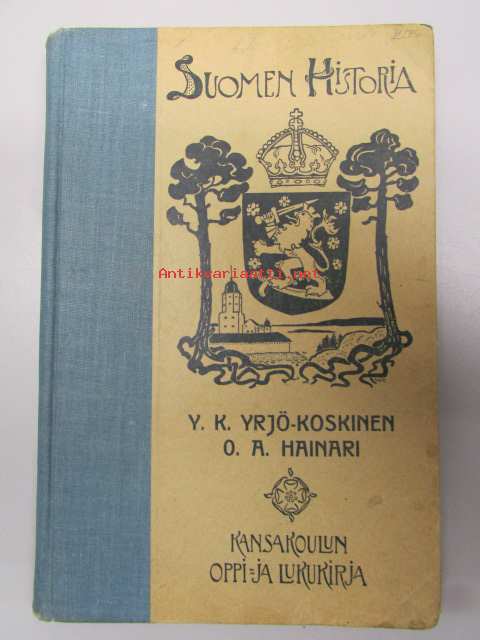 SUOMEN HISTORIA
Antikvariaatti.net
Y. K. YRJÖ-KOSKINEN
O. A. HAINARI
KANSAKOULUN
OPPI=JA LUKUKIRJA